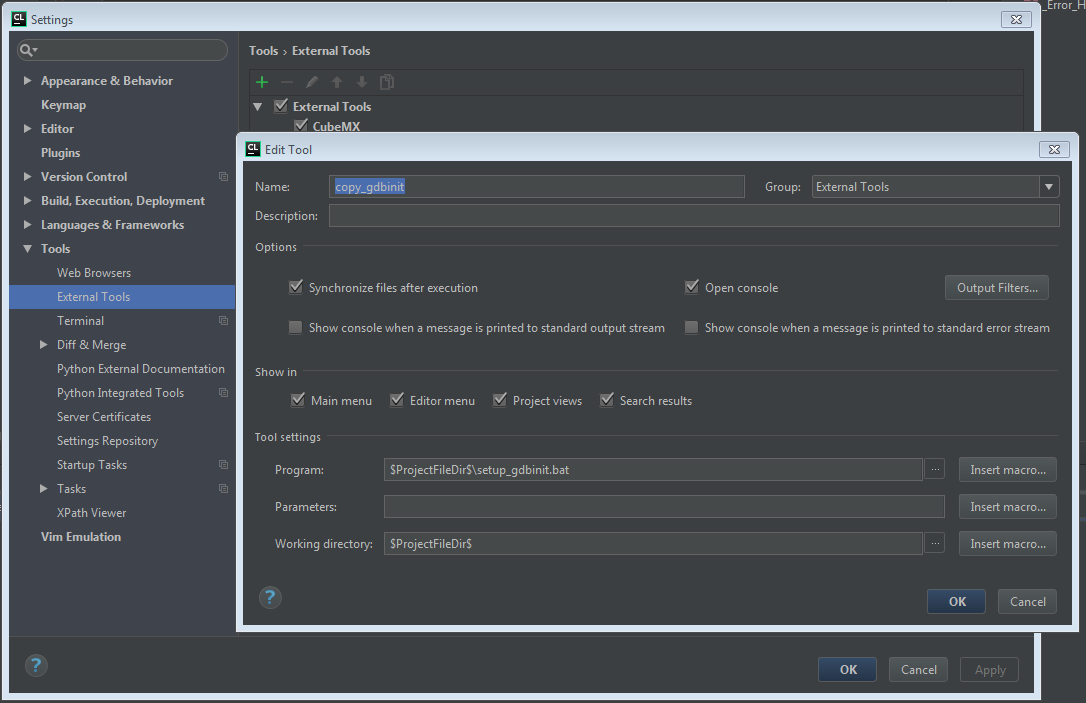 _Error_H
CL Settings
Tools › External Tools
Appearance & Behavior
Keymap
Editor
Plugins
Version Control
Build, Execution, Deployment
Languages & Frameworks
Tools
Web Browsers
External Tools
Terminal
Diff & Merge
Python External Documentation
Python Integrated Tools
Server Certificates
Settings Repository
Startup Tasks
Tasks
XPath Viewer
Vim Emulation
External Tools
CubeMX
CL Edit Tool
Name: copy_gdbinit Group: External Tools
Description:
Options
Synchronize files after execution Open console Output Filters...
Show console when a message is printed to standard output stream Show console when a message is printed to standard error stream
Show in
Main menu Editor menu Project views Search results
Tool settings
Program: $ProjectFileDir$\setup_gdbinit.bat ... Insert macro...
Parameters: Insert macro...
Working directory: $ProjectFileDir$ ... Insert macro...
? OK Cancel
? OK Cancel Apply